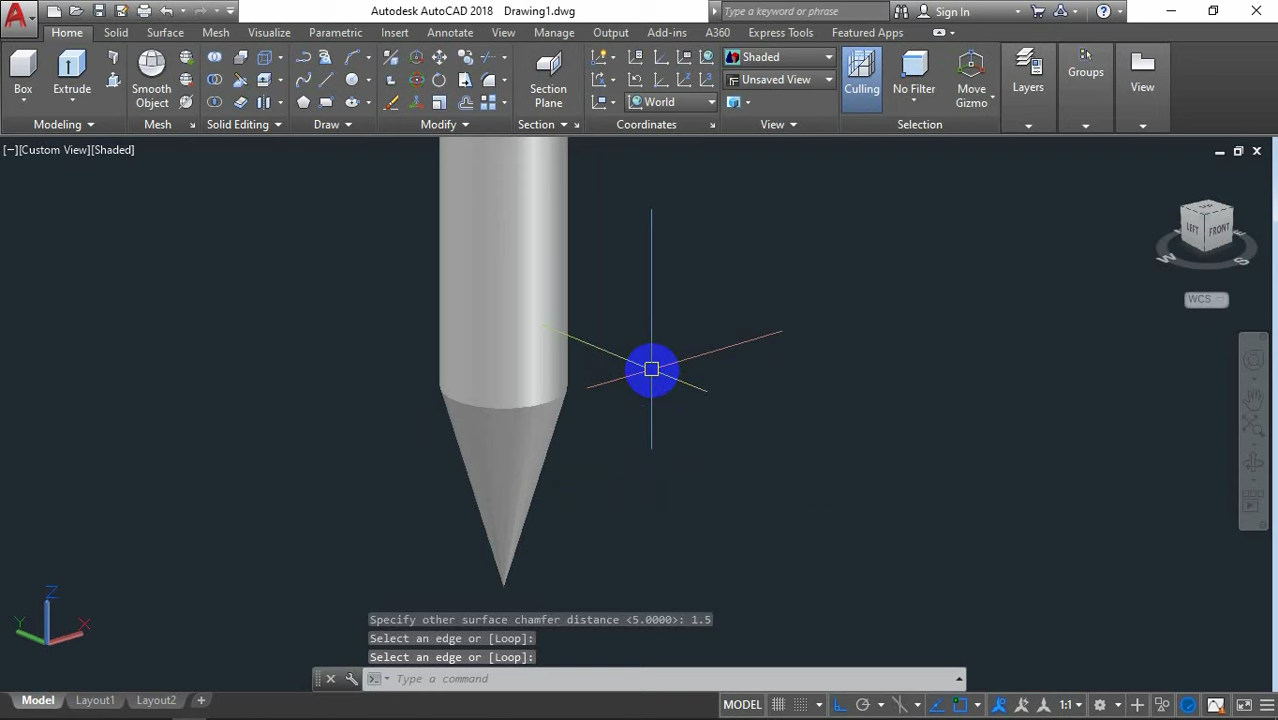 Autodesk AutoCAD 2018 Drawing1.dwg
Type a keyword or phrase
Sign In
Home Solid Surface Mesh Visualize Parametric Insert Annotate View Manage Output Add-ins A360 Express Tools Featured Apps
Shaded
Unsaved View
World
Box Extrude Smooth Object Section Plane Culling No Filter Move Gizmo Layers Groups View
Modeling Mesh Solid Editing Draw Modify Section Coordinates View Selection
[−][Custom View][Shaded]
TOP
LEFT FRONT
W E S
WCS
Z
Y X
Specify other surface chamfer distance <5.0000>: 1.5
Select an edge or [Loop]:
Select an edge or [Loop]:
Type a command
Model Layout1 Layout2 +
MODEL 1:1